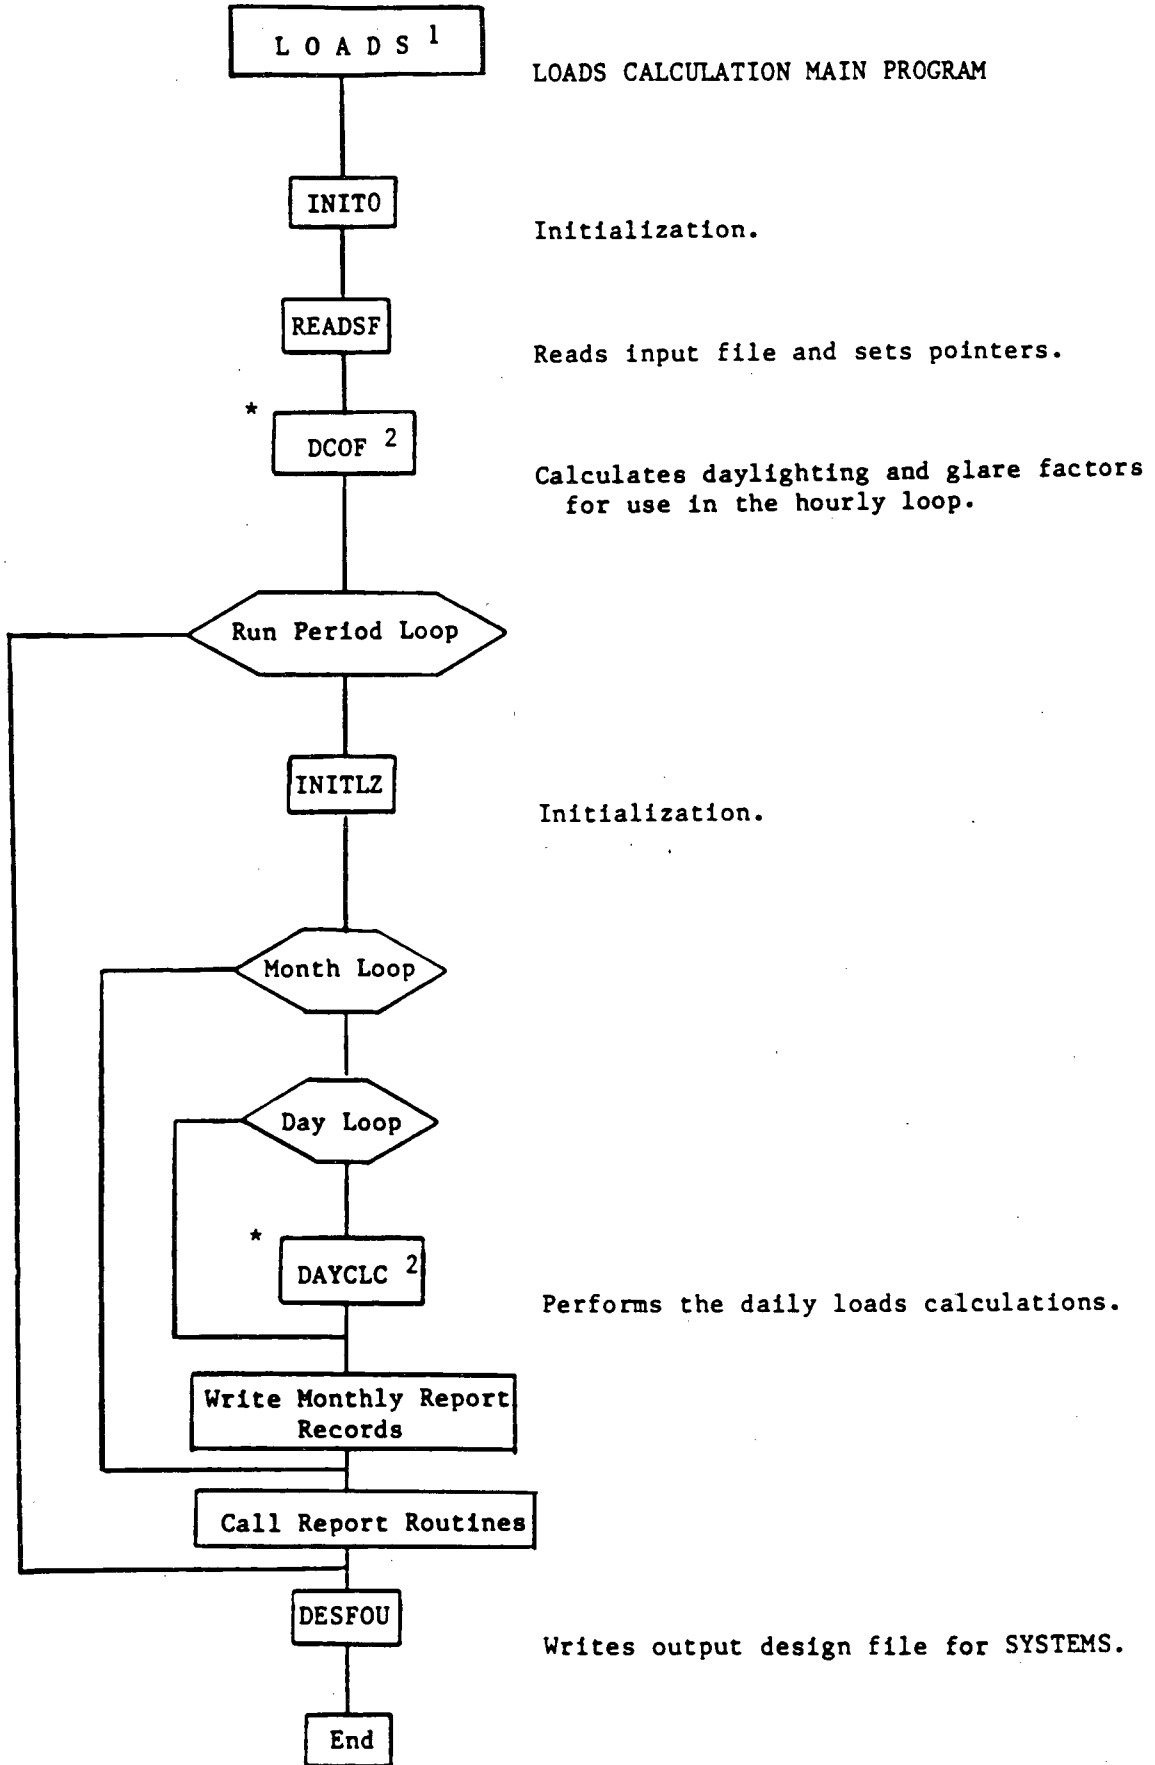 L O A D S 1
LOADS CALCULATION MAIN PROGRAM
INIT0
Initialization.
READSF
Reads input file and sets pointers.
*
DCOF 2
Calculates daylighting and glare factors
for use in the hourly loop.
Run Period Loop
INITLZ
Initialization.
Month Loop
Day Loop
*
DAYCLC 2
Performs the daily loads calculations.
Write Monthly Report
Records
Call Report Routines
DESFOU
Writes output design file for SYSTEMS.
End